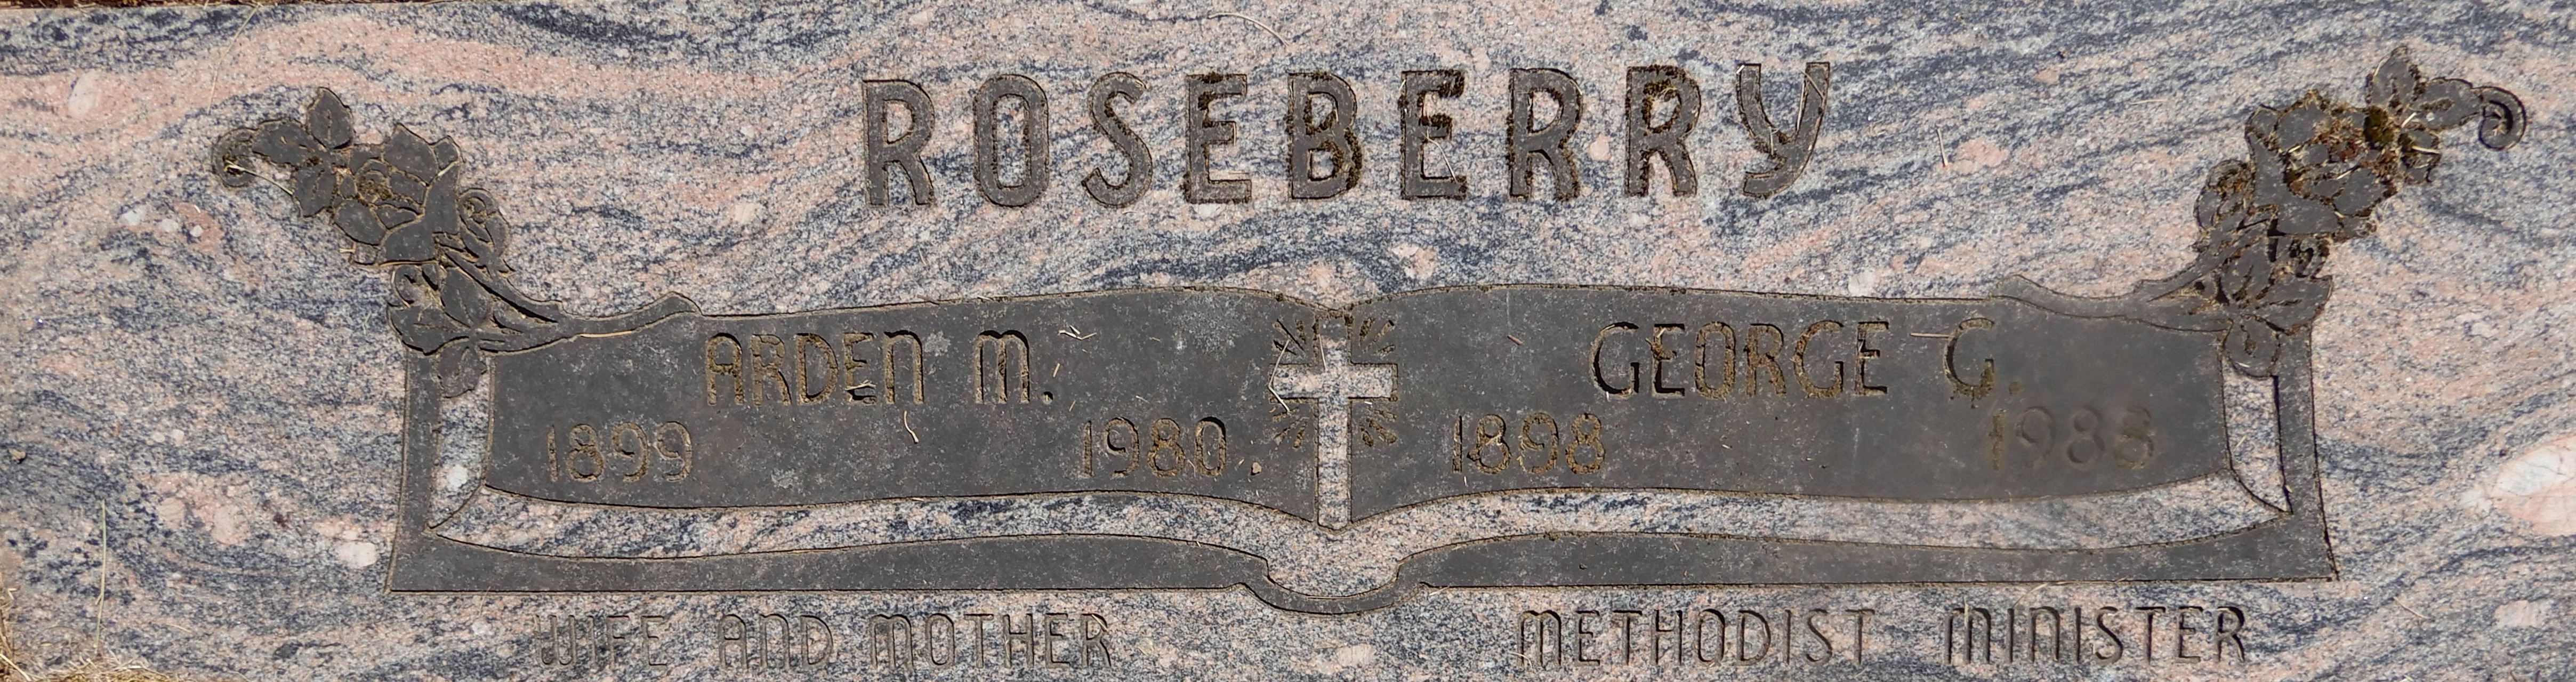 ROSEBERRY
ARDEN M. GEORGE G.
1899 1980. 1898 1988
WIFE AND MOTHER METHODIST MINISTER